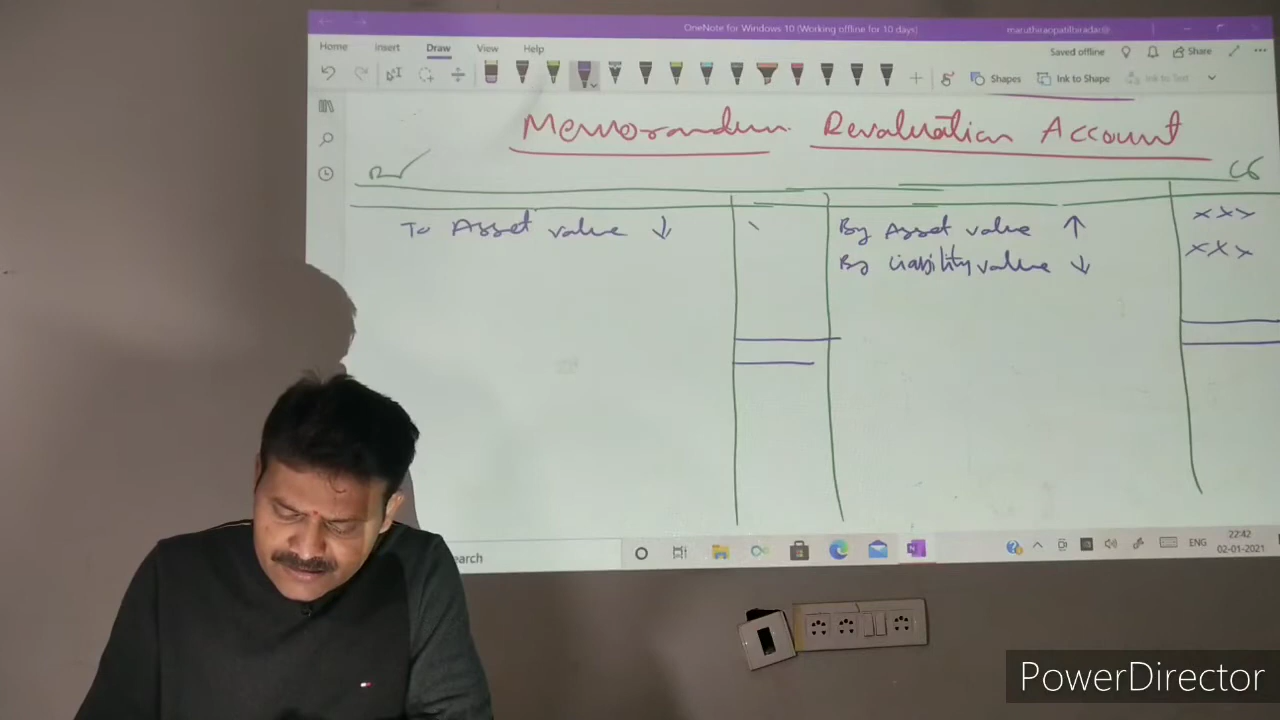 OneNote for Windows 10 (Working offline for 10 days)
maruthiraopatilbiradar@
Home Insert Draw View Help
Saved offline Share
Shapes Ink to Shape Ink to Text
Memorandum Revaluation Account
Dr Cr
To Asset value ↓ By Asset value ↑ xxx
By Liability value ↓ xxx
earch
ENG
22:42
02-01-2021
PowerDirector